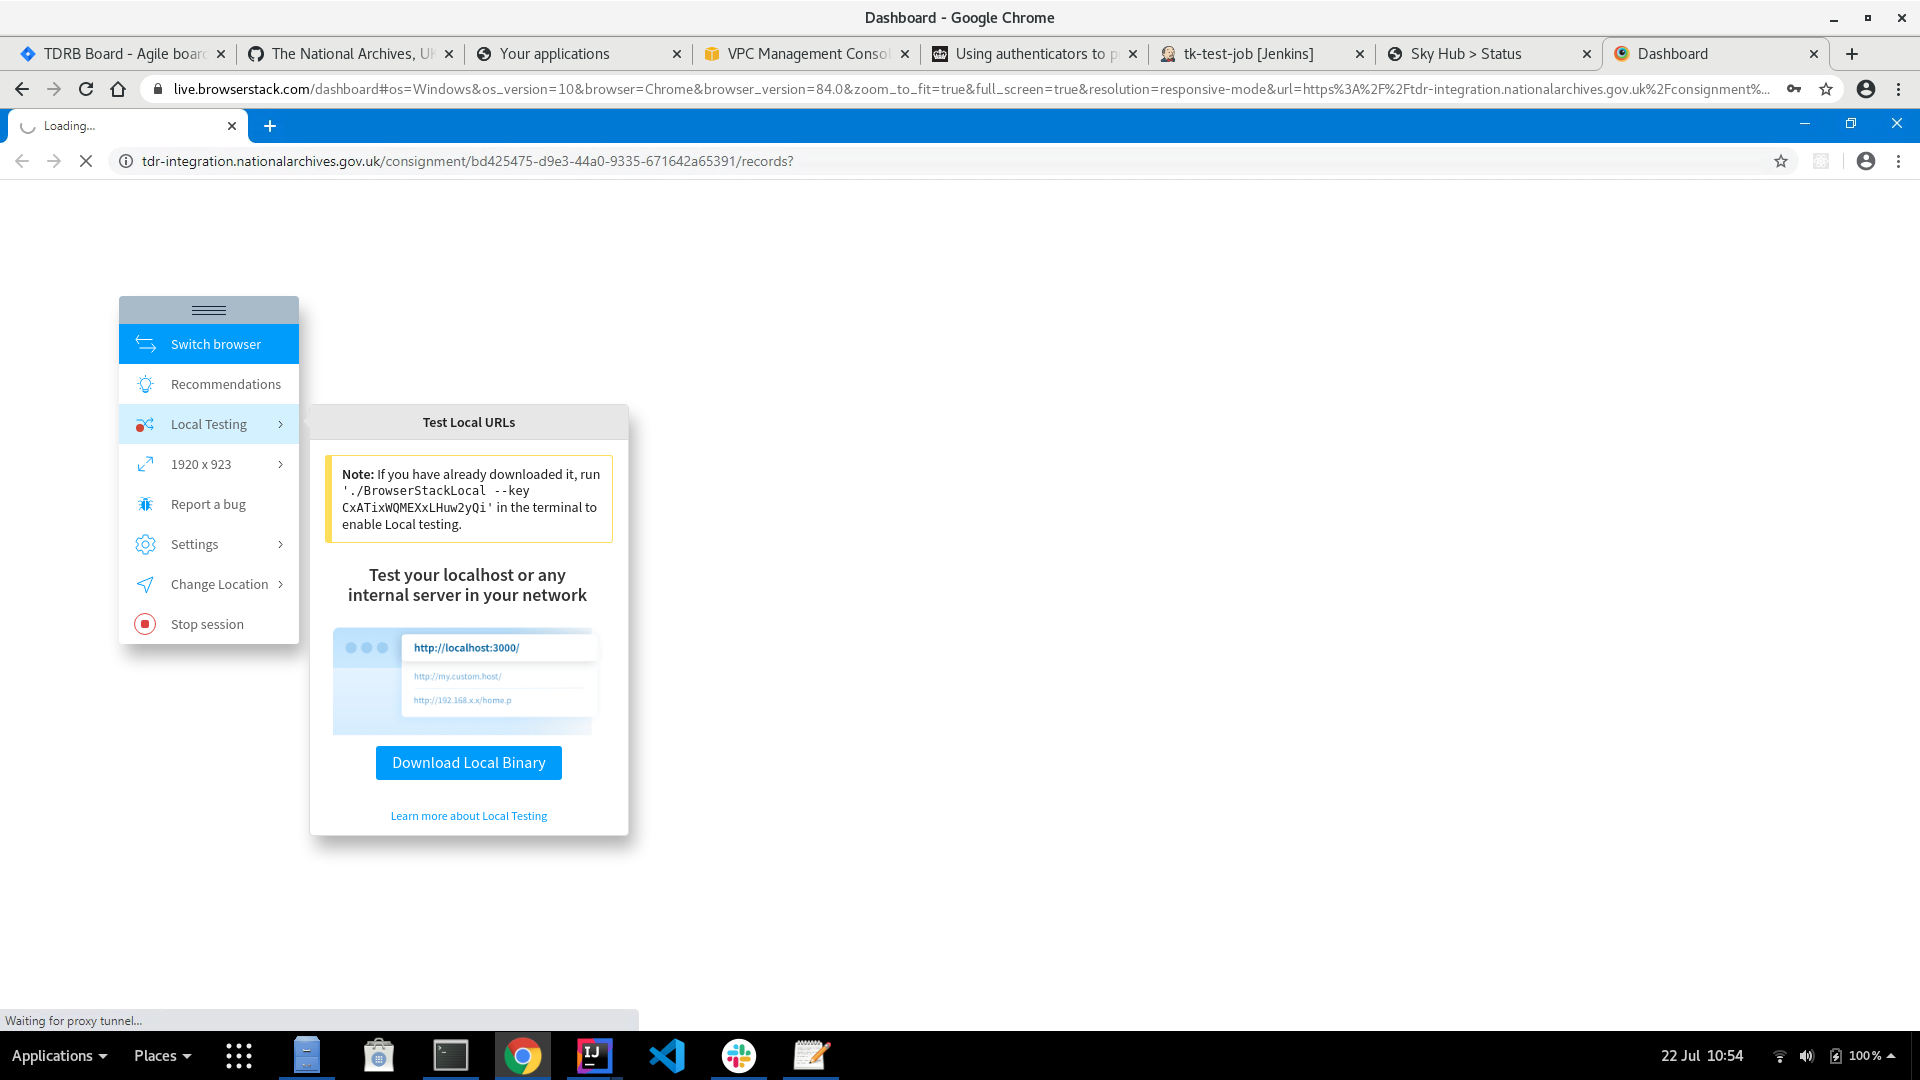 Dashboard - Google Chrome
TDRB Board - Agile boar
The National Archives, U
Your applications
VPC Management Consol
Using authenticators to p
tk-test-job [Jenkins]
Sky Hub > Status
Dashboard
live.browserstack.com/dashboard#os=Windows&os_version=10&browser=Chrome&browser_version=84.0&zoom_to_fit=true&full_screen=true&resolution=responsive-mode&url=https%3A%2F%2Ftdr-integration.nationalarchives.gov.uk%2Fconsignment%...
Loading...
tdr-integration.nationalarchives.gov.uk/consignment/bd425475-d9e3-44a0-9335-671642a65391/records?
Switch browser
Recommendations
Local Testing
1920 x 923
Report a bug
Settings
Change Location
Stop session
Test Local URLs
Note: If you have already downloaded it, run
'./BrowserStackLocal --key
CxATixWQMEXxLHuw2yQi' in the terminal to
enable Local testing.
Test your localhost or any
internal server in your network
http://localhost:3000/
http://my.custom.host/
http://192.168.x.x/home.p
Download Local Binary
Learn more about Local Testing
Waiting for proxy tunnel...
Applications
Places
IJ
22 Jul 10:54
100%